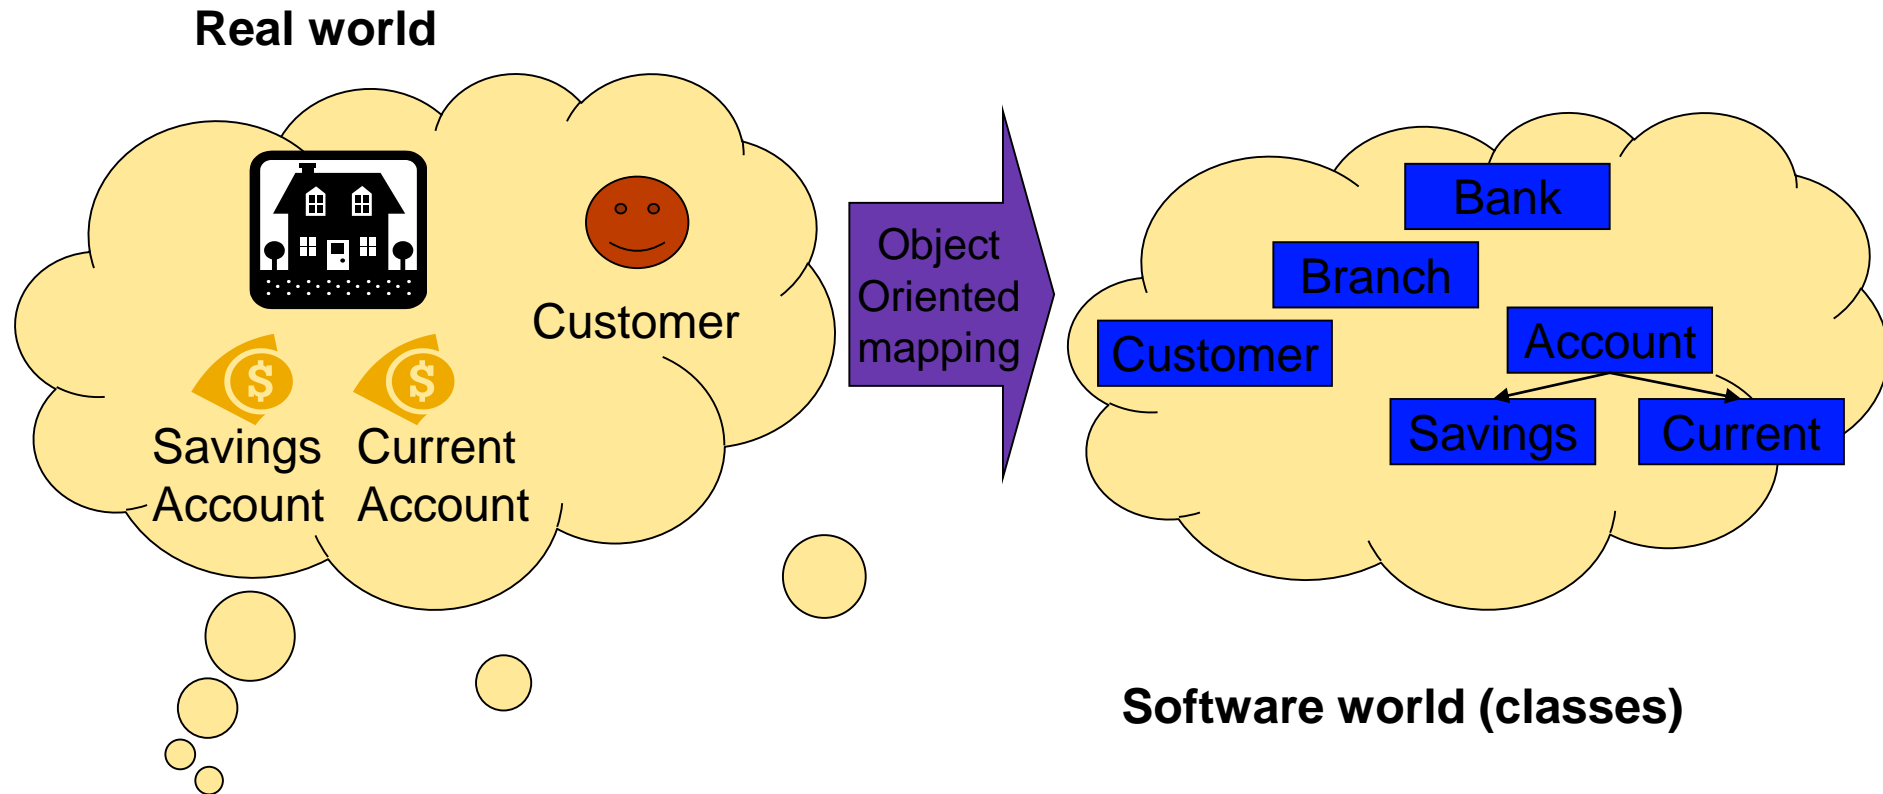 Real world
Customer
$ $
Savings Current
Account Account
Object
Oriented
mapping
Bank
Branch
Customer
Account
Savings
Current
Software world (classes)